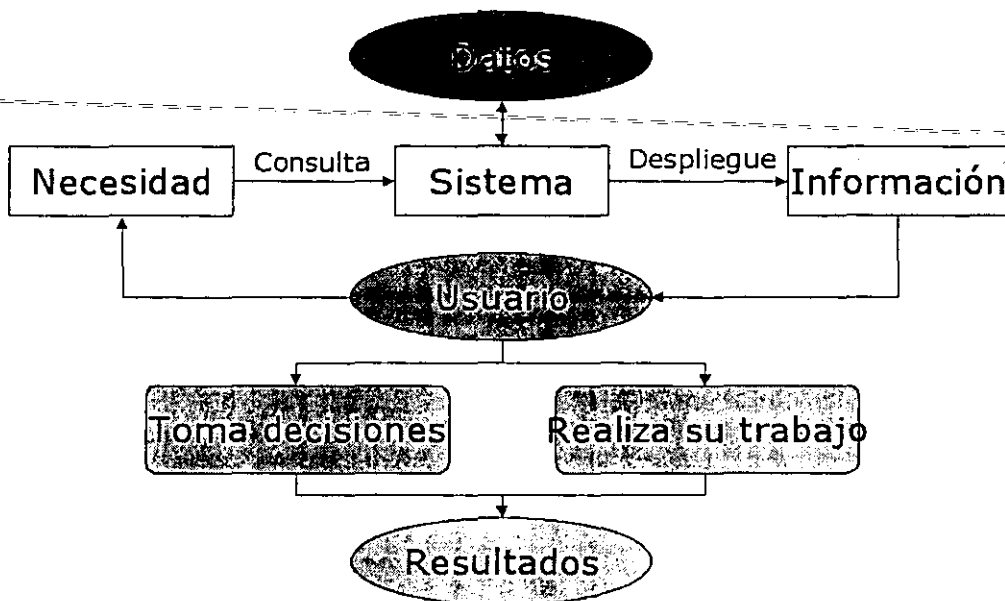 Datos
Consulta
Despliegue
Necesidad
Sistema
Información
Usuario
Toma decisiones
Realiza su trabajo
Resultados